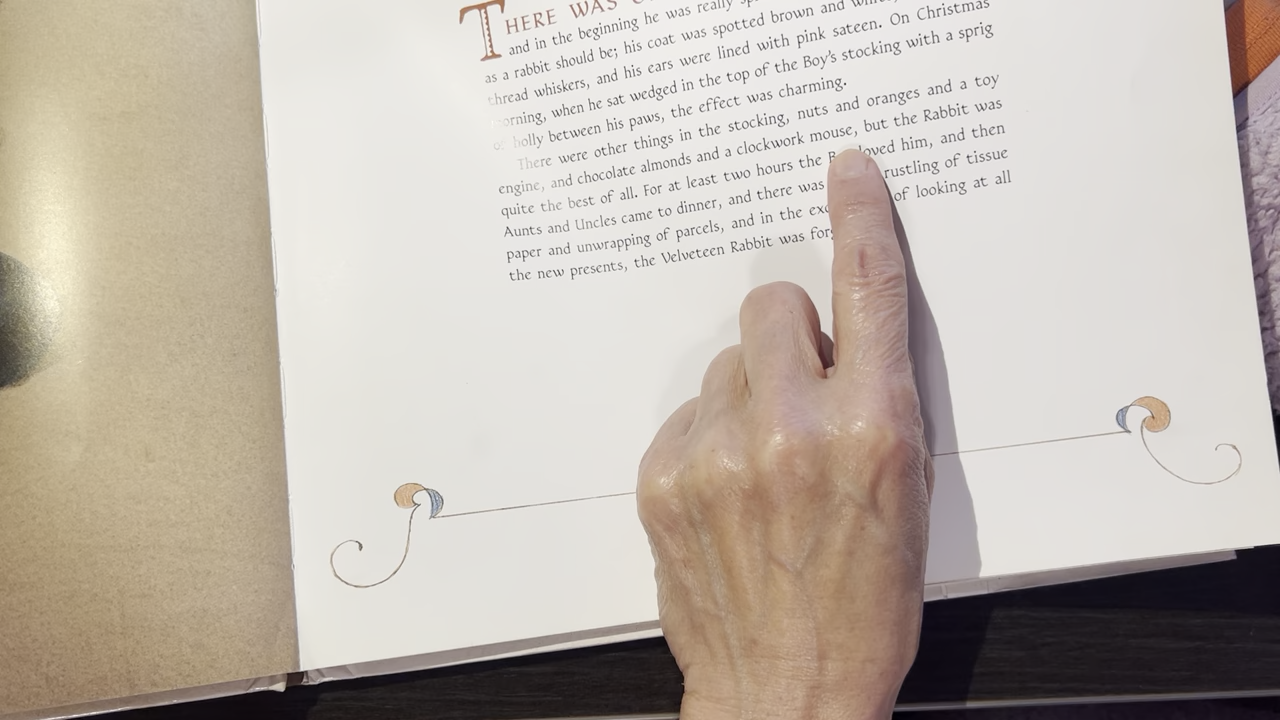 THERE WAS
and in the beginning he was really
as a rabbit should be; his coat was spotted brown and
thread whiskers, and his ears were lined with pink sateen. On Christmas
morning, when he sat wedged in the top of the Boy's stocking with a sprig
of holly between his paws, the effect was charming.
There were other things in the stocking, nuts and oranges and a toy
engine, and chocolate almonds and a clockwork mouse, but the Rabbit was
quite the best of all. For at least two hours the loved him, and then
Aunts and Uncles came to dinner, and there was rustling of tissue
paper and unwrapping of parcels, and in the of looking at all
the new presents, the Velveteen Rabbit was